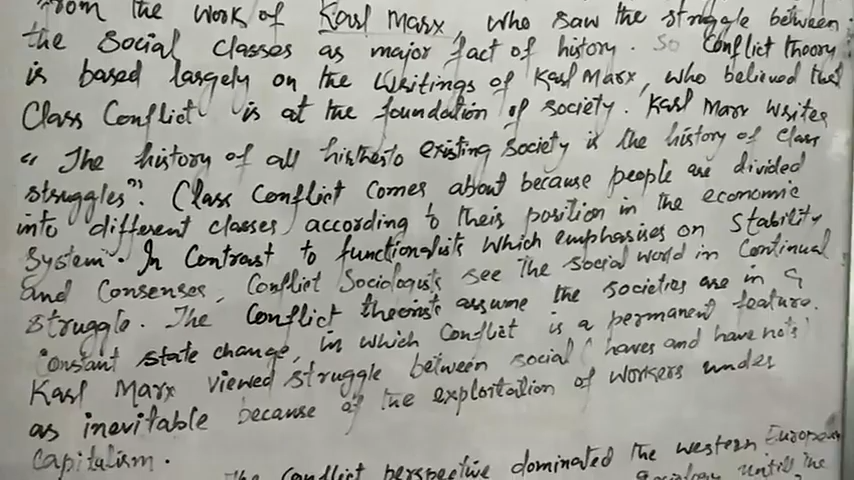 from the work of Karl Marx, who saw the struggle between
the social classes as major fact of history. So Conflict theory
is based largely on the writings of Karl Marx, who believed that
Class Conflict is at the foundation of society. Karl Marx writes
"The history of all hitherto existing society is the history of class
struggles". Class Conflict comes about because people are divided
into different classes according to their position in the economic
System. In Contrast to functionalists which emphasises on Stability
and Consenses, Conflict Sociologists see the social world in Continual
Struggle. The Conflict theorists assume the societies are in a
Constant state change, in which Conflict is a permanent feature.
Karl Marx viewed struggle between social (haves and have nots)
as inevitable because of the exploitation of workers under
Capitalism.
The Conflict perspective dominated the western European
untill the